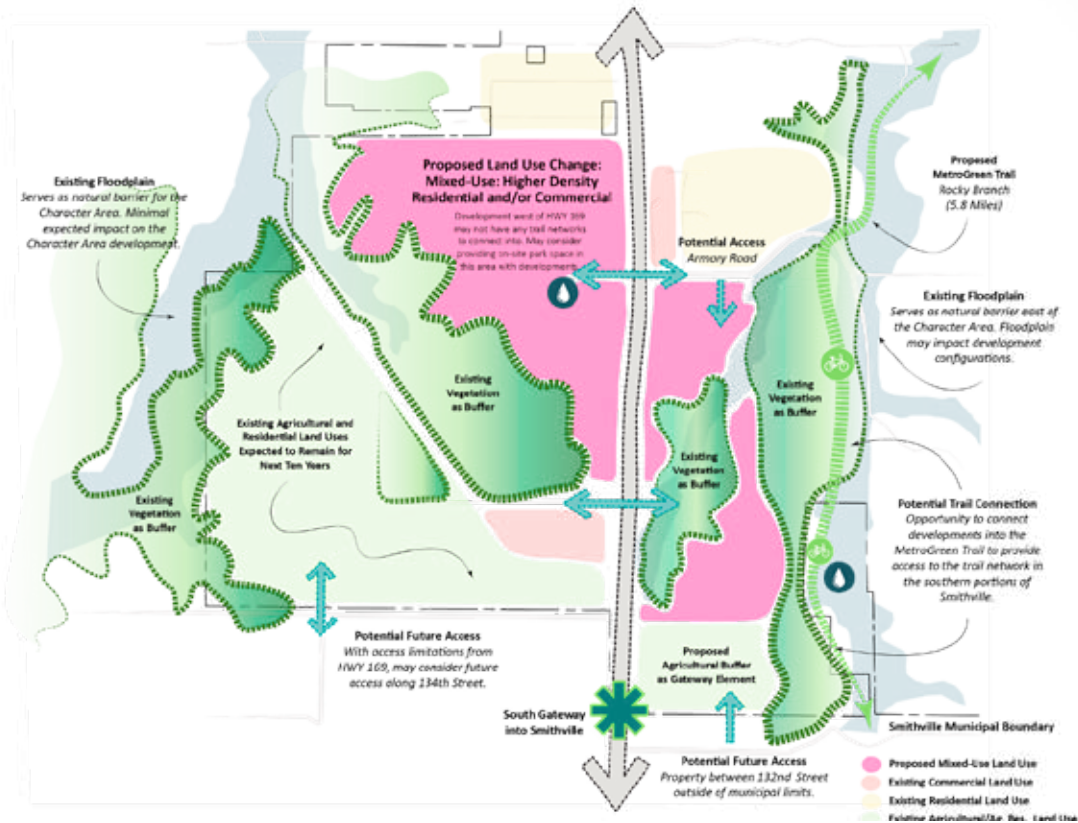 Proposed Land Use Change:
Mixed-Use: Higher Density
Residential and/or Commercial
Development west of HWY 169
may not have any trail networks
to connect into. May consider
providing on-site park space in
this area with developments.
Existing Floodplain
Serves as natural barrier for the
Character Area. Minimal
expected impact on the
Character Area development.
Proposed
MetroGreen Trail
Rocky Branch
(5.8 Miles)
Potential Access
Armory Road
Existing Floodplain
Serves as natural barrier east of
the Character Area. Floodplain
may impact development
configurations.
Existing
Vegetation
as Buffer
Existing
Vegetation
as Buffer
Existing Agricultural and
Residential Land Uses
Expected to Remain for
Next Ten Years
Existing
Vegetation
as Buffer
Existing
Vegetation
as Buffer
Potential Trail Connection
Opportunity to connect
developments into the
MetroGreen Trail to provide
access to the trail network in
the southern portions of
Smithville.
Potential Future Access
With access limitations from
HWY 169, may consider future
access along 134th Street.
Proposed
Agricultural Buffer
as Gateway Element
South Gateway
into Smithville
Smithville Municipal Boundary
Potential Future Access
Property between 132nd Street
outside of municipal limits.
Proposed Mixed-Use Land Use
Existing Commercial Land Use
Existing Residential Land Use
Existing Agricultural/Ag. Res. Land Use